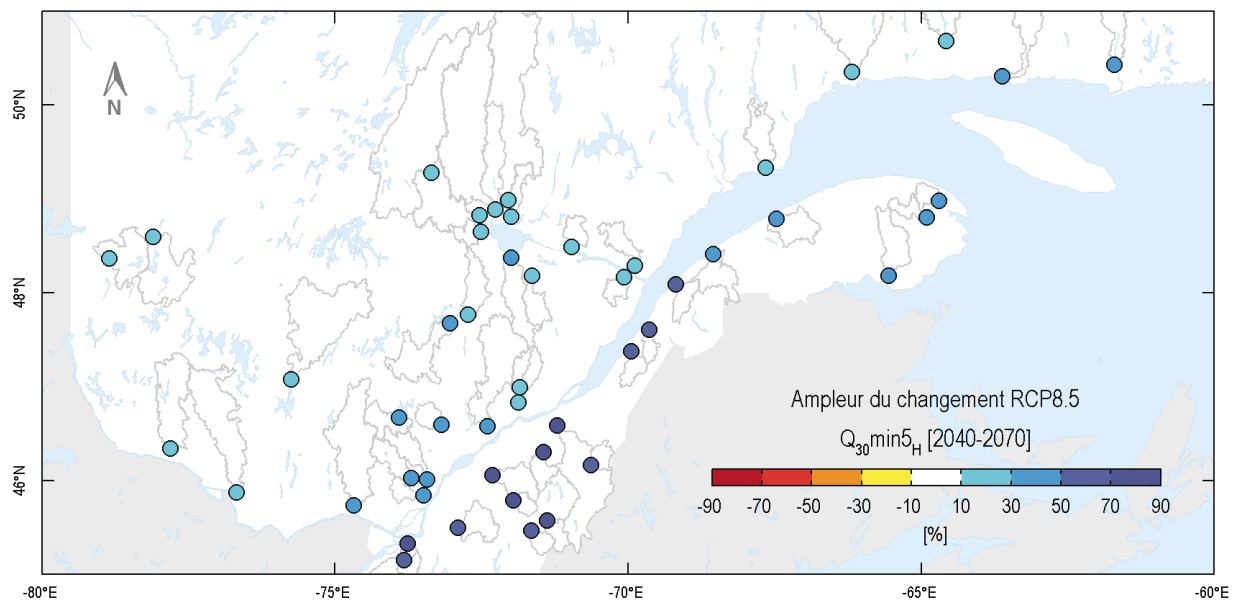 N
50°N
48°N
46°N
Ampleur du changement RCP8.5
Q30min5H [2040-2070]
-90 -70 -50 -30 -10 10 30 50 70 90
[%]
-80°E -75°E -70°E -65°E -60°E